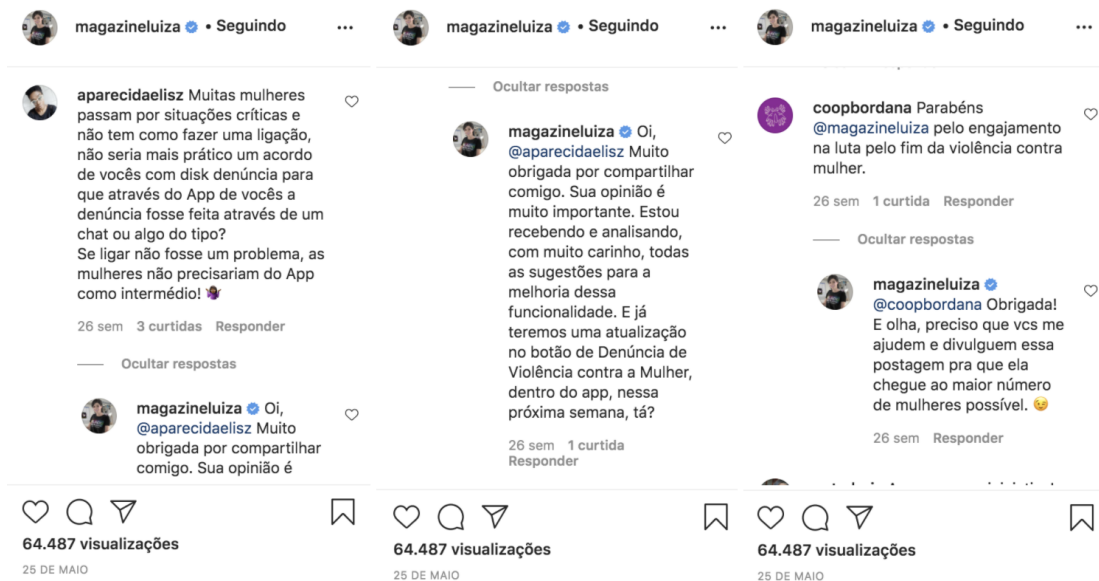 magazineluiza • Seguindo
aparecidaelisz Muitas mulheres
passam por situações críticas e
não tem como fazer uma ligação,
não seria mais prático um acordo
de vocês com disk denúncia para
que através do App de vocês a
denúncia fosse feita através de um
chat ou algo do tipo?
Se ligar não fosse um problema, as
mulheres não precisariam do App
como intermédio! 🤷🏿‍♀️
26 sem 3 curtidas Responder
Ocultar respostas
magazineluiza Oi,
@aparecidaelisz Muito
obrigada por compartilhar
comigo. Sua opinião é
64.487 visualizações
25 DE MAIO
magazineluiza • Seguindo
Ocultar respostas
magazineluiza Oi,
@aparecidaelisz Muito
obrigada por compartilhar
comigo. Sua opinião é
muito importante. Estou
recebendo e analisando,
com muito carinho, todas
as sugestões para a
melhoria dessa
funcionalidade. E já
teremos uma atualização
no botão de Denúncia de
Violência contra a Mulher,
dentro do app, nessa
próxima semana, tá?
26 sem 1 curtida
Responder
64.487 visualizações
25 DE MAIO
magazineluiza • Seguindo
coopbordana Parabéns
@magazineluiza pelo engajamento
na luta pelo fim da violência contra
mulher.
26 sem 1 curtida Responder
Ocultar respostas
magazineluiza
@coopbordana Obrigada!
E olha, preciso que vcs me
ajudem e divulguem essa
postagem pra que ela
chegue ao maior número
de mulheres possível. 😉
26 sem Responder
64.487 visualizações
25 DE MAIO